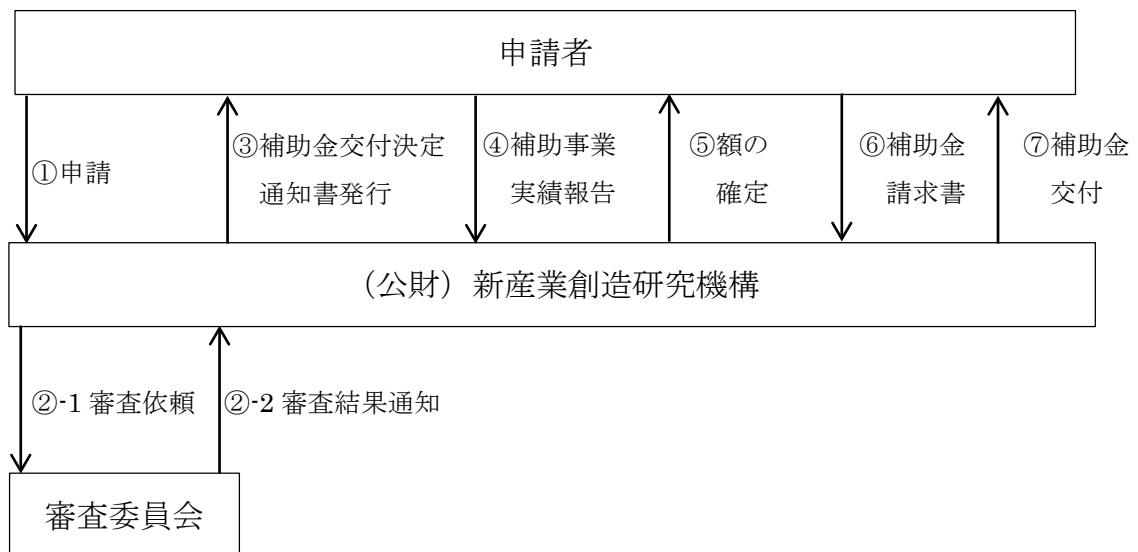 申請者
①申請
③補助金交付決定
通知書発行
④補助事業
実績報告
⑤額の
確定
⑥補助金
請求書
⑦補助金
交付
（公財）新産業創造研究機構
②-1 審査依頼
②-2 審査結果通知
審査委員会